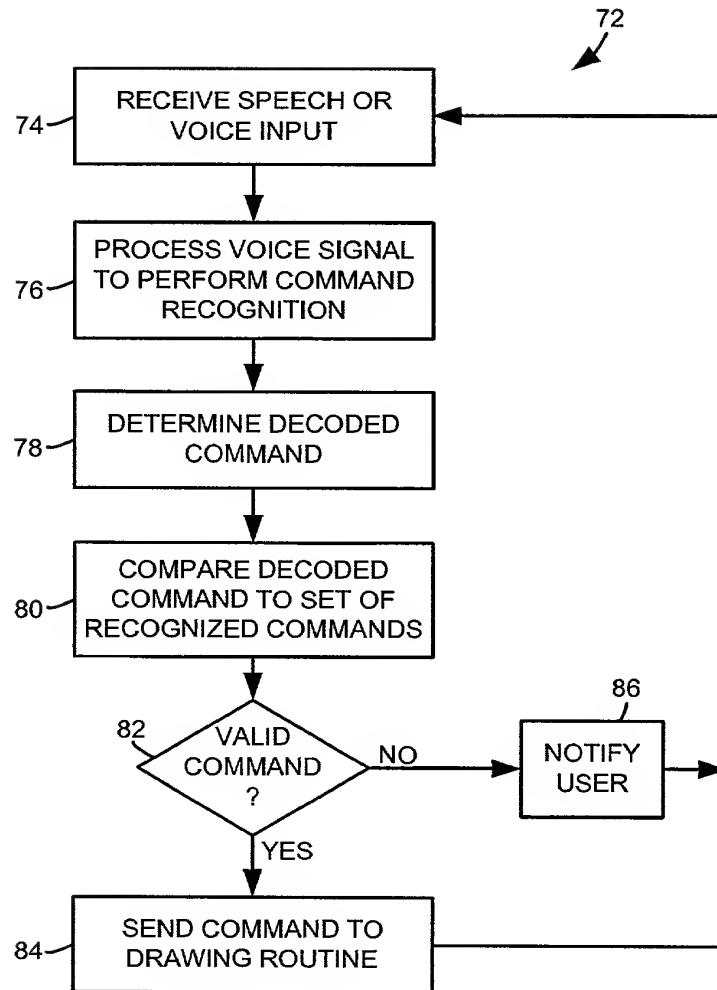 72
74
RECEIVE SPEECH OR
VOICE INPUT
76
PROCESS VOICE SIGNAL
TO PERFORM COMMAND
RECOGNITION
78
DETERMINE DECODED
COMMAND
80
COMPARE DECODED
COMMAND TO SET OF
RECOGNIZED COMMANDS
82
VALID
COMMAND
?
NO
86
NOTIFY
USER
YES
84
SEND COMMAND TO
DRAWING ROUTINE